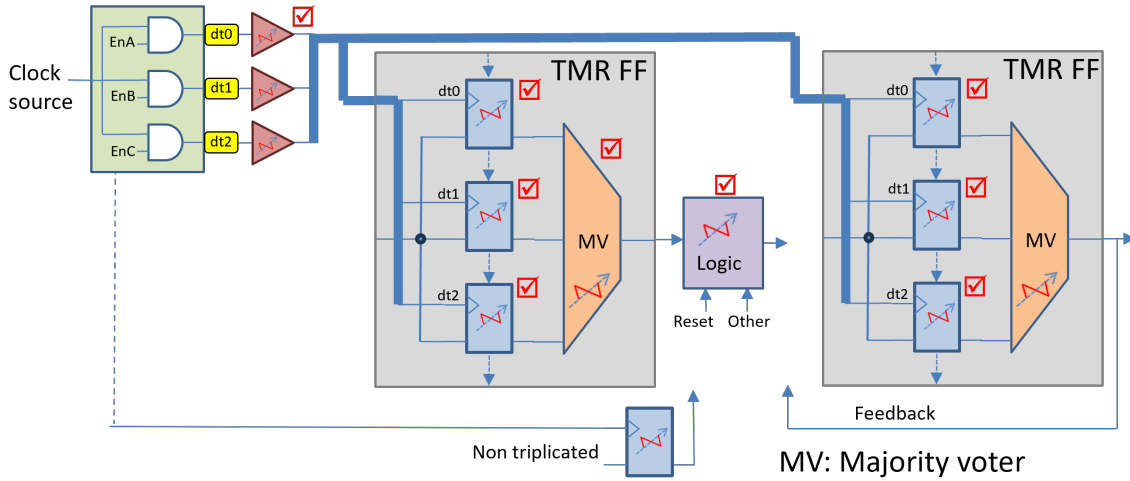 EnA
dt0
Clock
source
EnB
dt1
EnC
dt2
TMR FF
dt0
dt1
dt2
MV
Logic
Reset
Other
TMR FF
dt0
dt1
dt2
MV
Feedback
Non triplicated
MV: Majority voter